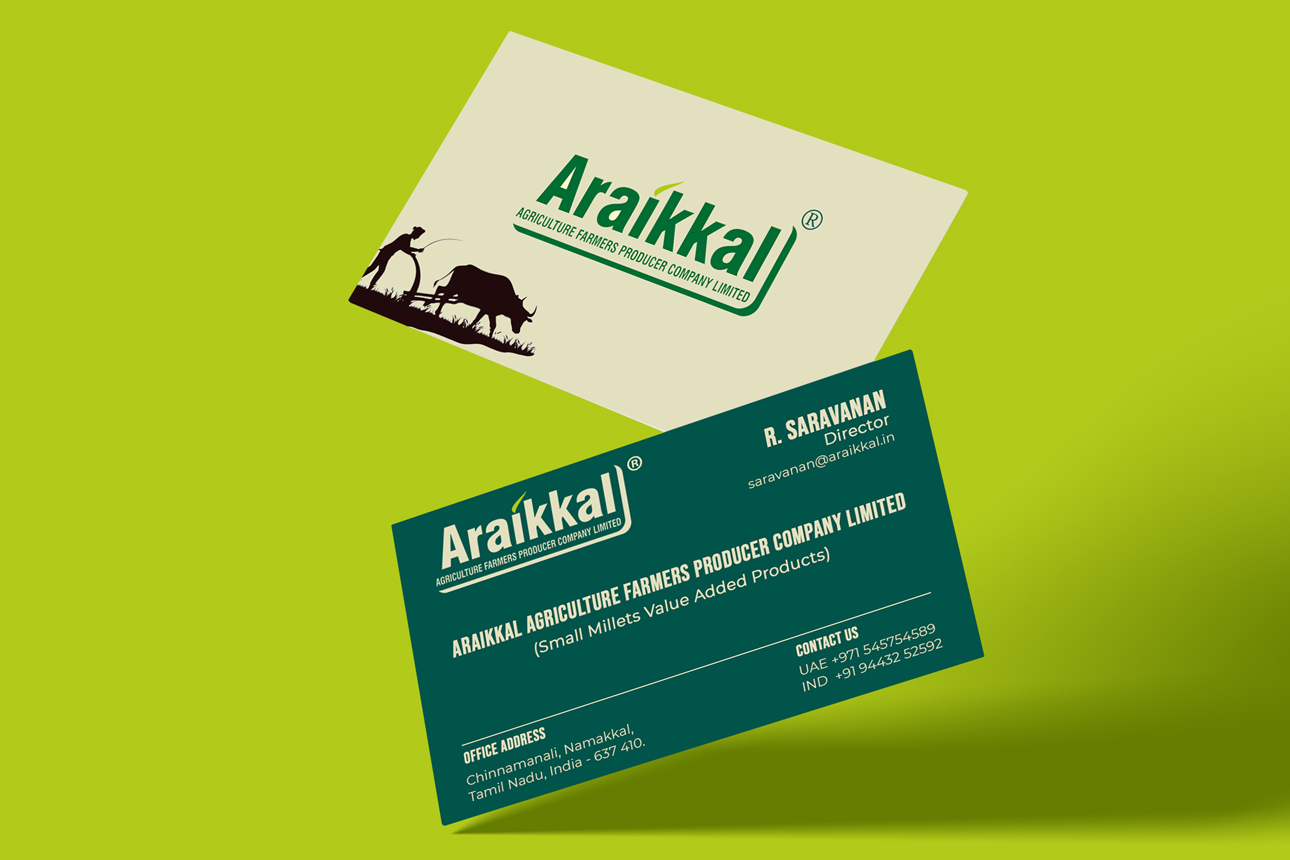 Araikkal ®
AGRICULTURE FARMERS PRODUCER COMPANY LIMITED
R. SARAVANAN
Director
saravanan@araikkal.in
Araikkal ®
AGRICULTURE FARMERS PRODUCER COMPANY LIMITED
ARAIKKAL AGRICULTURE FARMERS PRODUCER COMPANY LIMITED
(Small Millets Value Added Products)
OFFICE ADDRESS
Chinnamanali, Namakkal,
Tamil Nadu, India - 637 410.
CONTACT US
UAE +971 545754589
IND +91 94432 52592